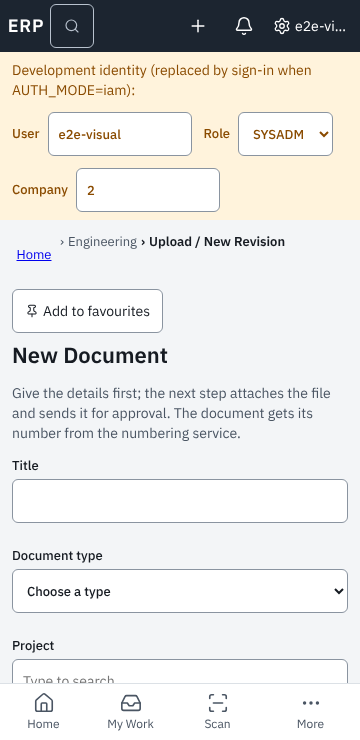 ERP
e2e-vi...
Development identity (replaced by sign-in when
AUTH_MODE=iam):
User e2e-visual Role SYSADM
Company 2
Home › Engineering › Upload / New Revision
Add to favourites
New Document
Give the details first; the next step attaches the file
and sends it for approval. The document gets its
number from the numbering service.
Title
Document type
Choose a type
Project
Type to search
Home My Work Scan More